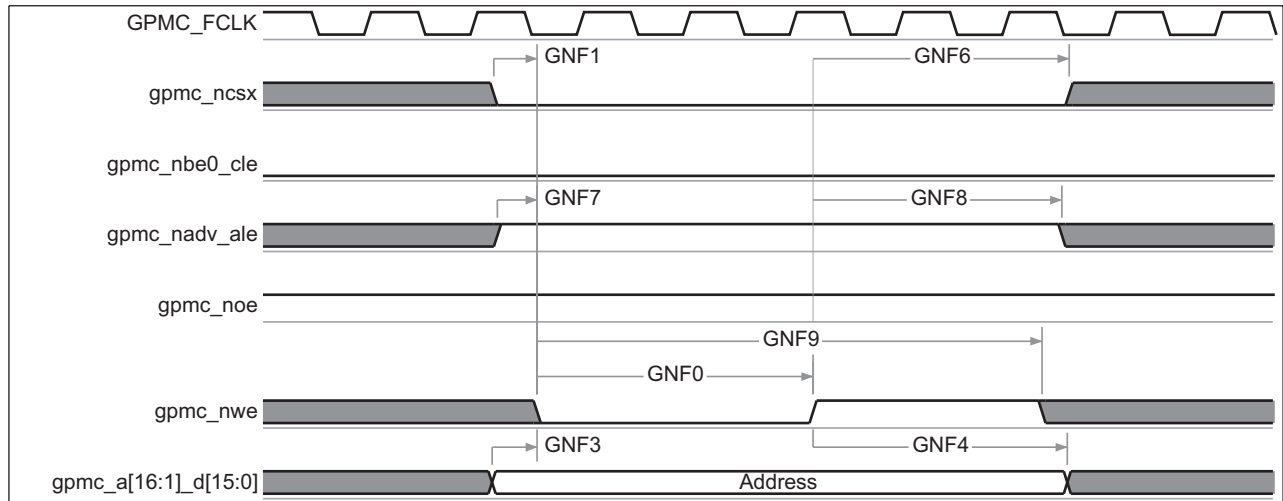 GPMC_FCLK
GNF1
GNF6
gpmc_ncsx
gpmc_nbe0_cle
GNF7
GNF8
gpmc_nadv_ale
gpmc_noe
GNF9
GNF0
gpmc_nwe
GNF3
GNF4
gpmc_a[16:1]_d[15:0]
Address